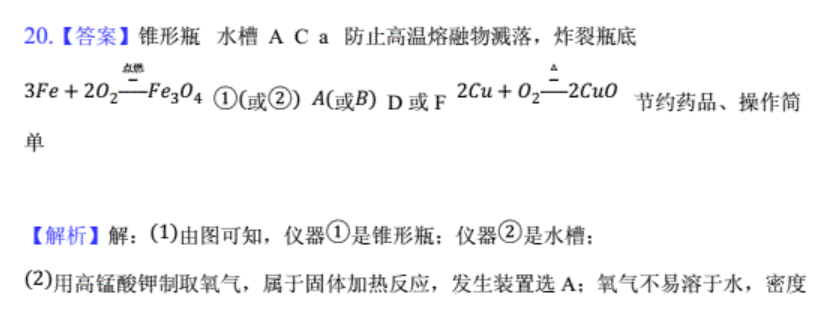 20.【答案】锥形瓶 水槽 A C a 防止高温熔融物溅落，炸裂瓶底
3Fe + 2O₂ 点燃 — Fe₃O₄ ①(或②) A(或B) D 或 F 2Cu + O₂ △ — 2CuO 节约药品、操作简
单
【解析】解：(1)由图可知，仪器①是锥形瓶；仪器②是水槽；
(2)用高锰酸钾制取氧气，属于固体加热反应，发生装置选 A；氧气不易溶于水，密度